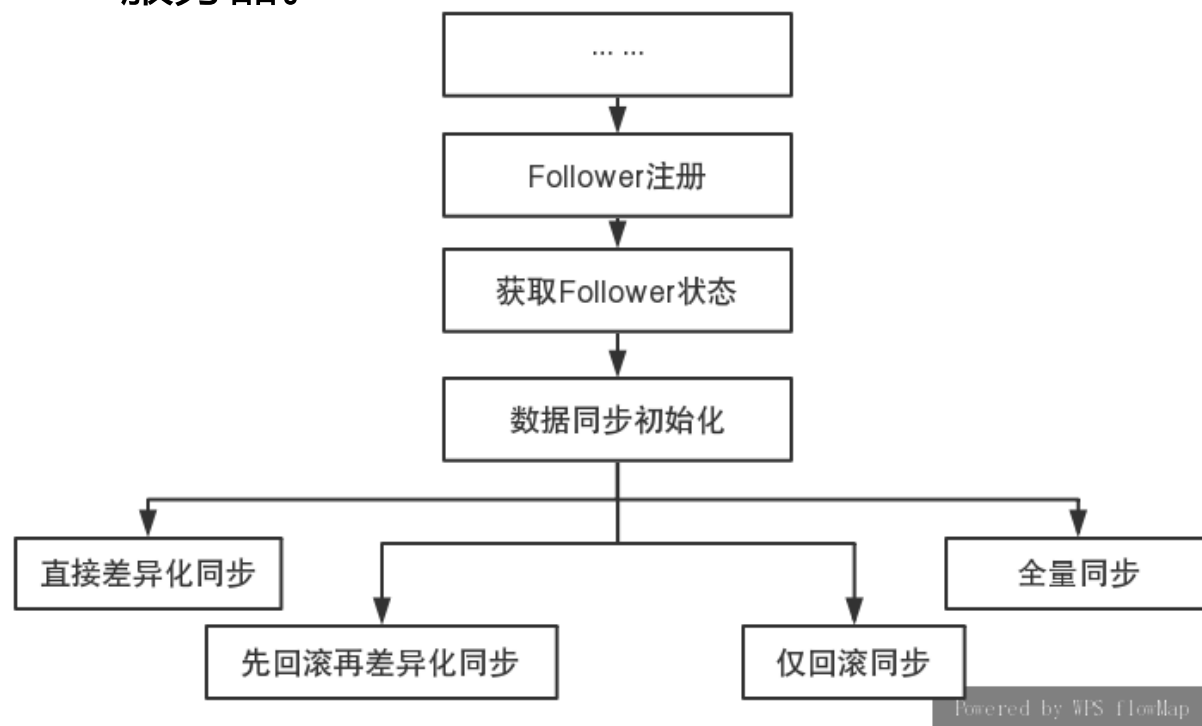 服务器。
... ...
Follower注册
获取Follower状态
数据同步初始化
直接差异化同步
全量同步
先回滚再差异化同步
仅回滚同步
Powered by WPS flowMap